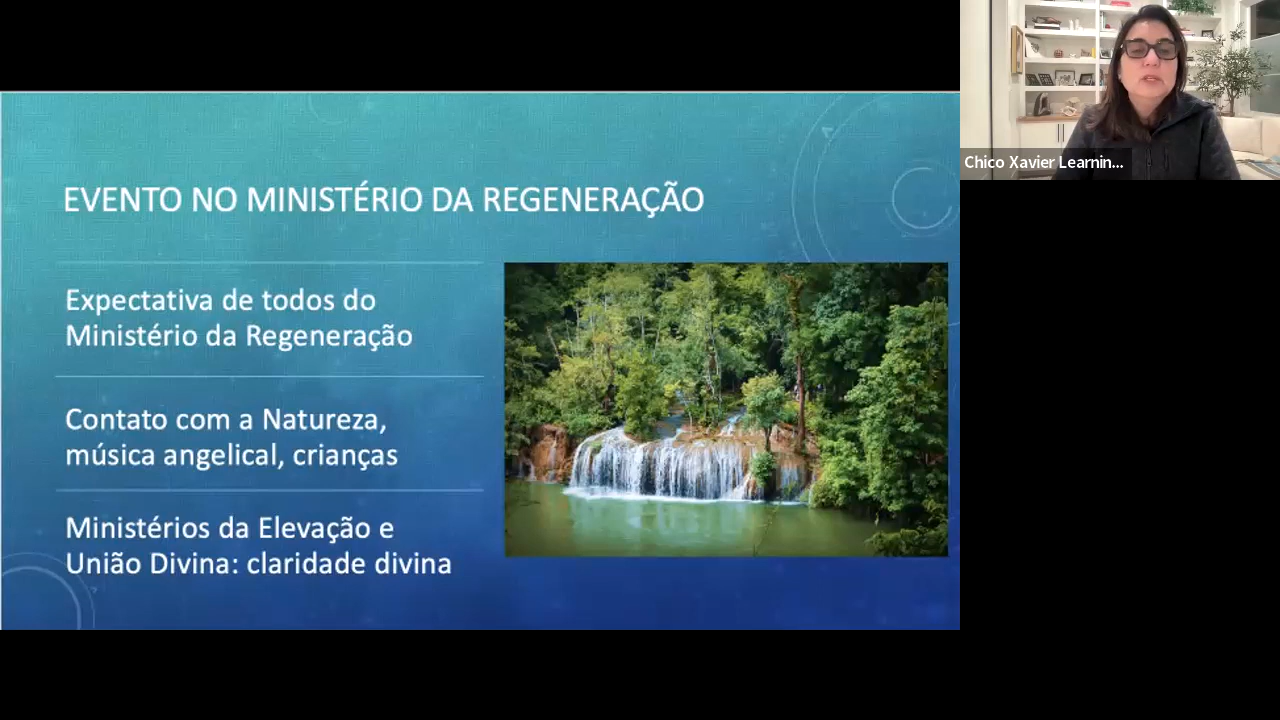 EVENTO NO MINISTÉRIO DA REGENERAÇÃO
Expectativa de todos do
Ministério da Regeneração
Contato com a Natureza,
música angelical, crianças
Ministérios da Elevação e
União Divina: claridade divina
Chico Xavier Learnin...